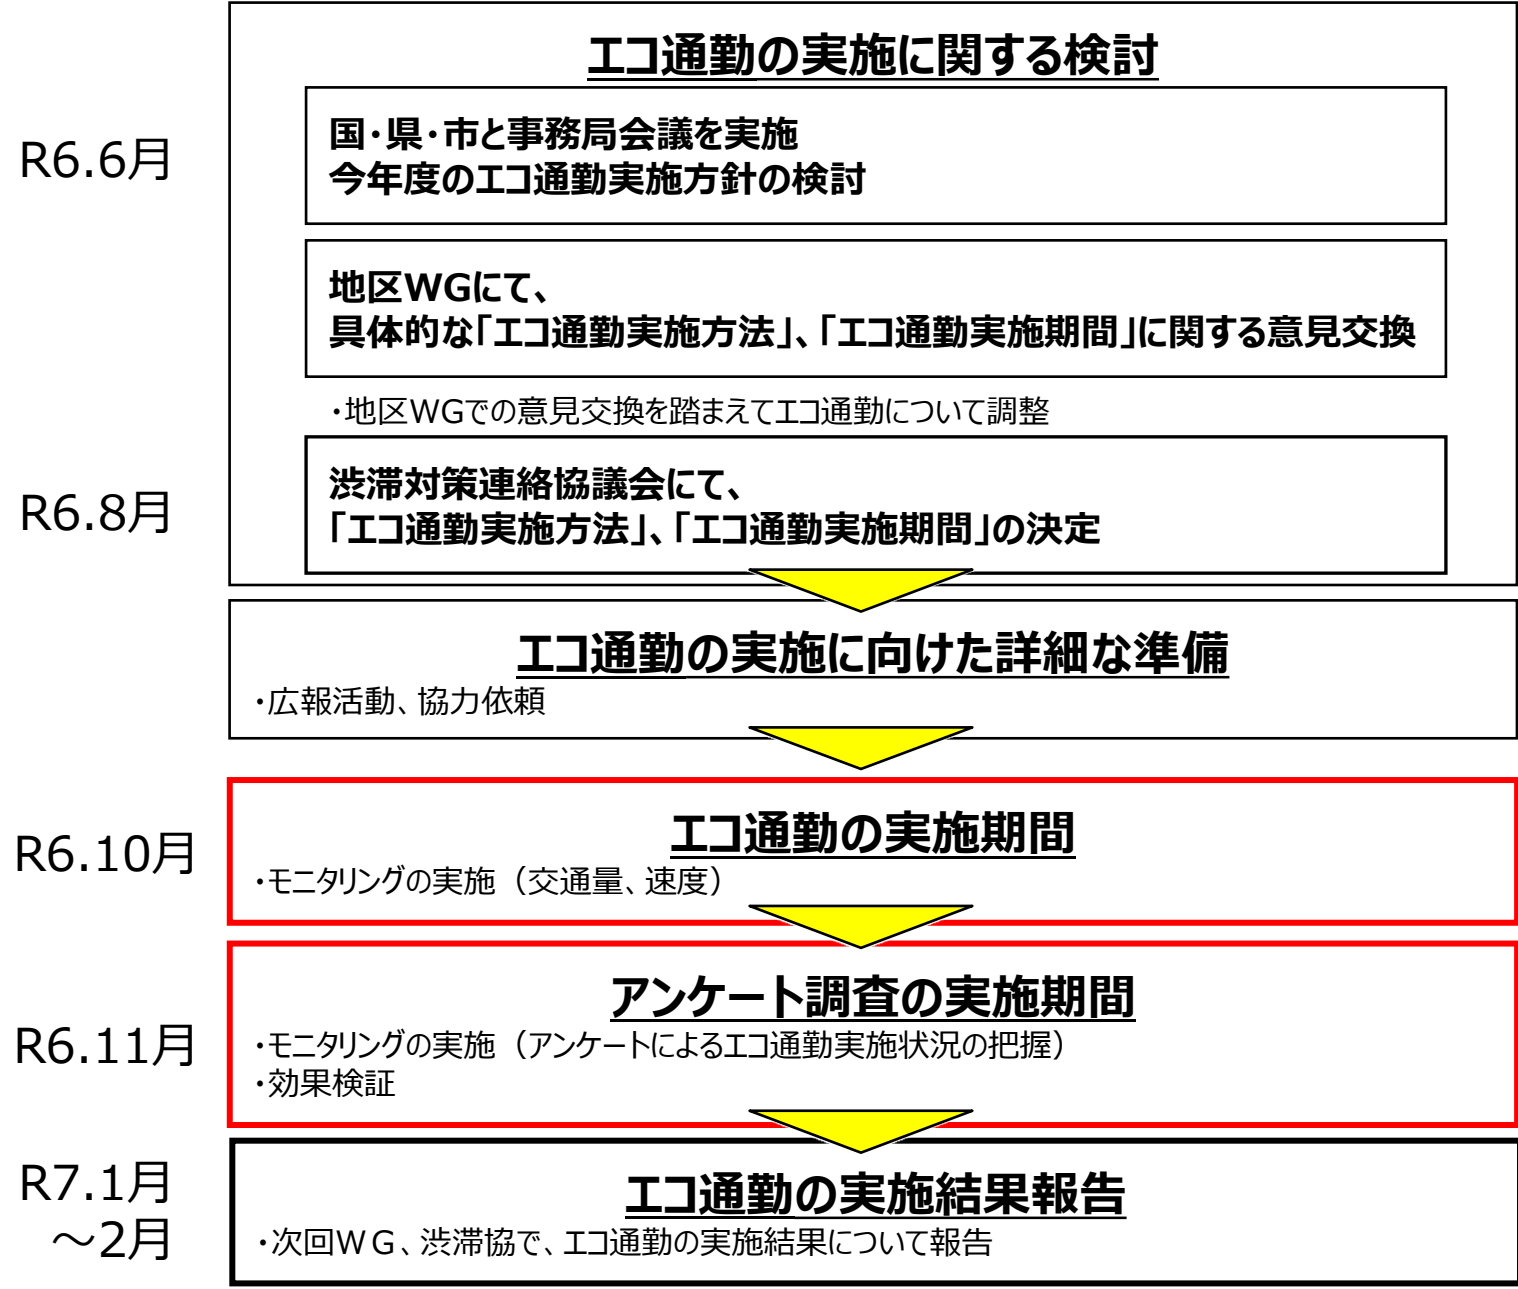 エコ通勤の実施に関する検討
R6.6月
国・県・市と事務局会議を実施
今年度のエコ通勤実施方針の検討
地区WGにて、
具体的な「エコ通勤実施方法」、「エコ通勤実施期間」に関する意見交換
・地区WGでの意見交換を踏まえてエコ通勤について調整
R6.8月
渋滞対策連絡協議会にて、
「エコ通勤実施方法」、「エコ通勤実施期間」の決定
エコ通勤の実施に向けた詳細な準備
・広報活動、協力依頼
R6.10月
エコ通勤の実施期間
・モニタリングの実施（交通量、速度）
R6.11月
アンケート調査の実施期間
・モニタリングの実施（アンケートによるエコ通勤実施状況の把握）
・効果検証
R7.1月
～2月
エコ通勤の実施結果報告
・次回ＷＧ、渋滞協で、エコ通勤の実施結果について報告